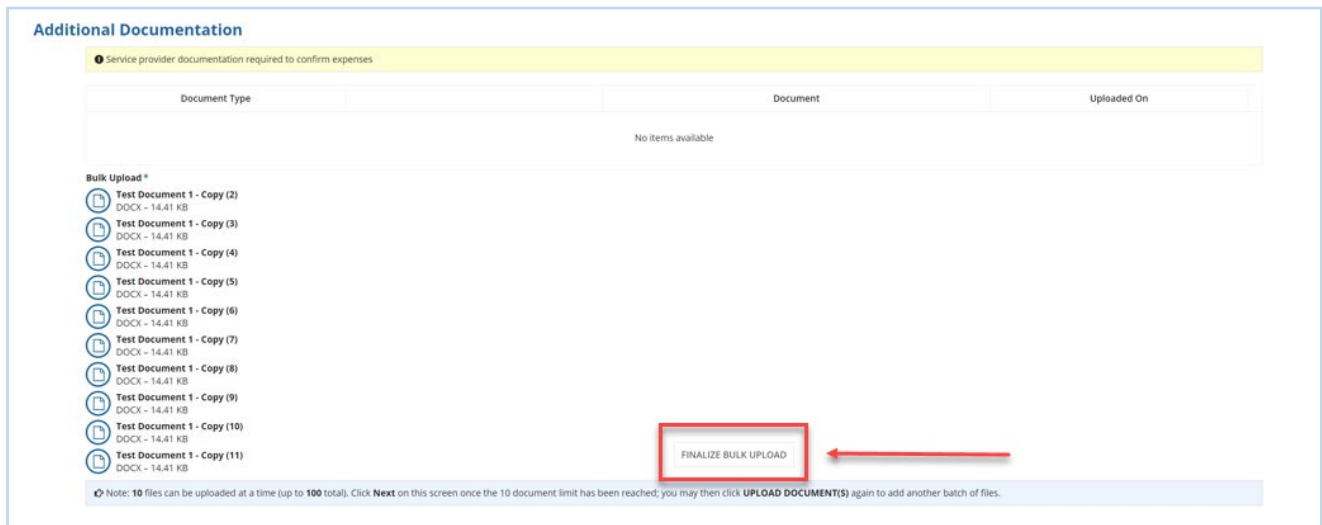 Additional Documentation
Service provider documentation required to confirm expenses
Document Type Document Uploaded On
No items available
Bulk Upload *
Test Document 1 - Copy (2)
DOCX – 14.41 KB
Test Document 1 - Copy (3)
DOCX – 14.41 KB
Test Document 1 - Copy (4)
DOCX – 14.41 KB
Test Document 1 - Copy (5)
DOCX – 14.41 KB
Test Document 1 - Copy (6)
DOCX – 14.41 KB
Test Document 1 - Copy (7)
DOCX – 14.41 KB
Test Document 1 - Copy (8)
DOCX – 14.41 KB
Test Document 1 - Copy (9)
DOCX – 14.41 KB
Test Document 1 - Copy (10)
DOCX – 14.41 KB
Test Document 1 - Copy (11)
DOCX – 14.41 KB
FINALIZE BULK UPLOAD
Note: 10 files can be uploaded at a time (up to 100 total). Click Next on this screen once the 10 document limit has been reached; you may then click UPLOAD DOCUMENT(S) again to add another batch of files.